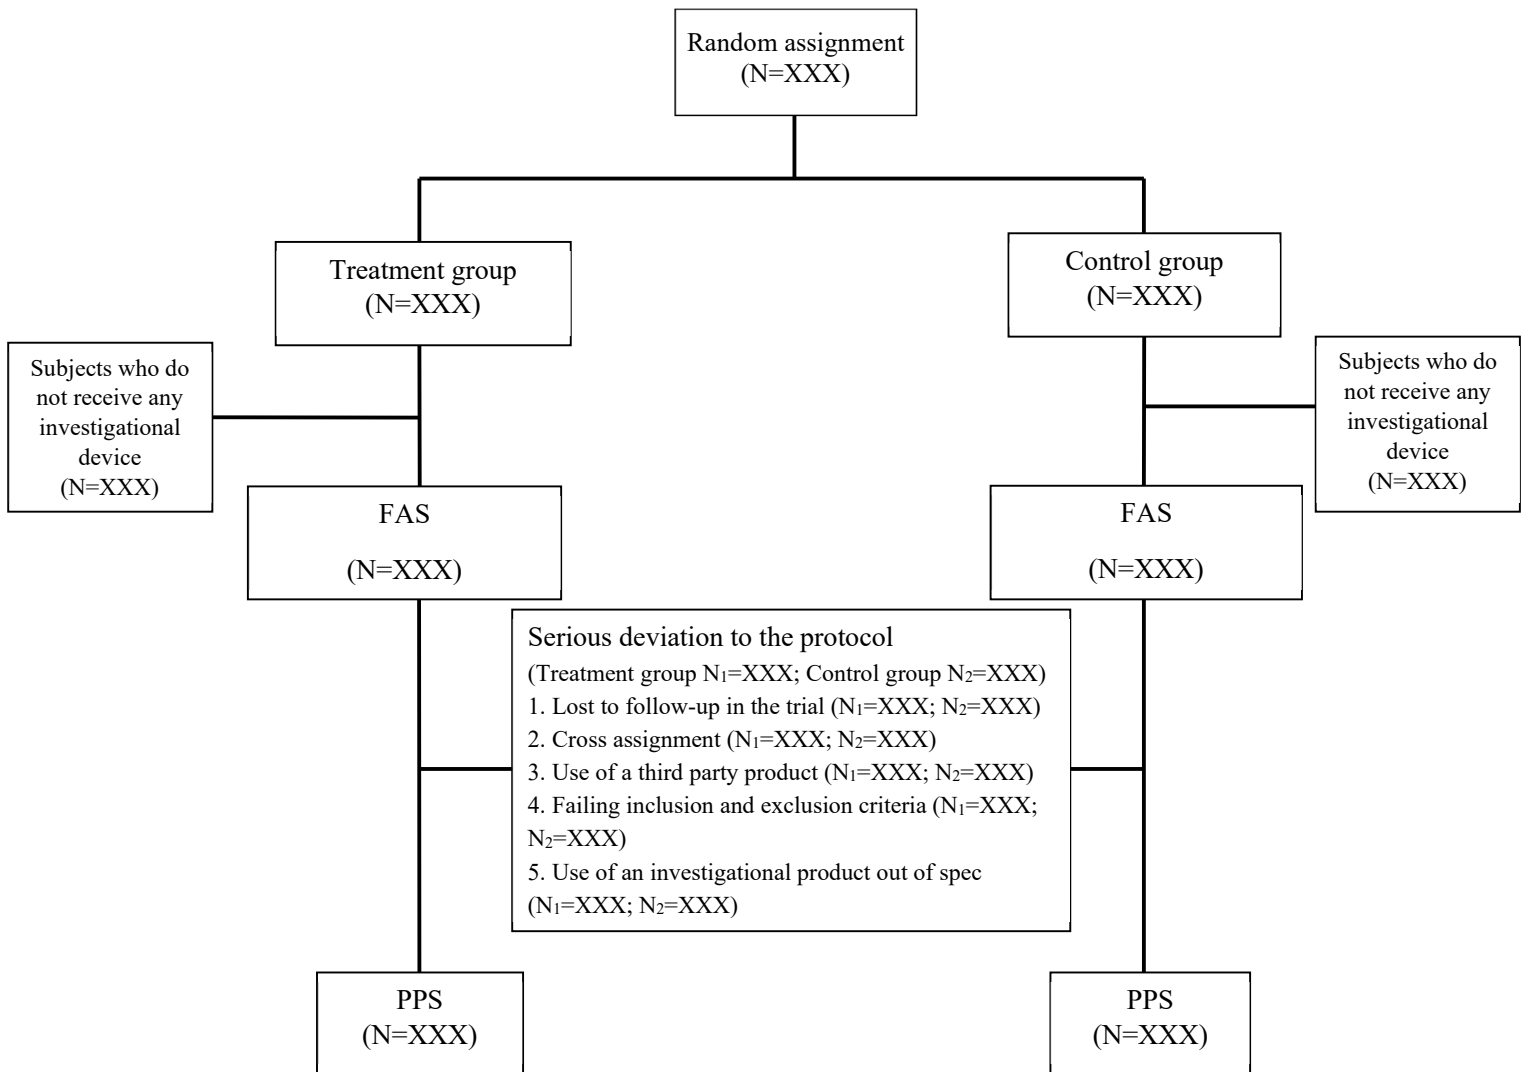 Random assignment
(N=XXX)
Treatment group
(N=XXX)
Control group
(N=XXX)
Subjects who do
not receive any
investigational
device
(N=XXX)
Subjects who do
not receive any
investigational
device
(N=XXX)
FAS
(N=XXX)
FAS
(N=XXX)
Serious deviation to the protocol
(Treatment group N₁=XXX; Control group N₂=XXX)
1. Lost to follow-up in the trial (N₁=XXX; N₂=XXX)
2. Cross assignment (N₁=XXX; N₂=XXX)
3. Use of a third party product (N₁=XXX; N₂=XXX)
4. Failing inclusion and exclusion criteria (N₁=XXX;
N₂=XXX)
5. Use of an investigational product out of spec
(N₁=XXX; N₂=XXX)
PPS
(N=XXX)
PPS
(N=XXX)